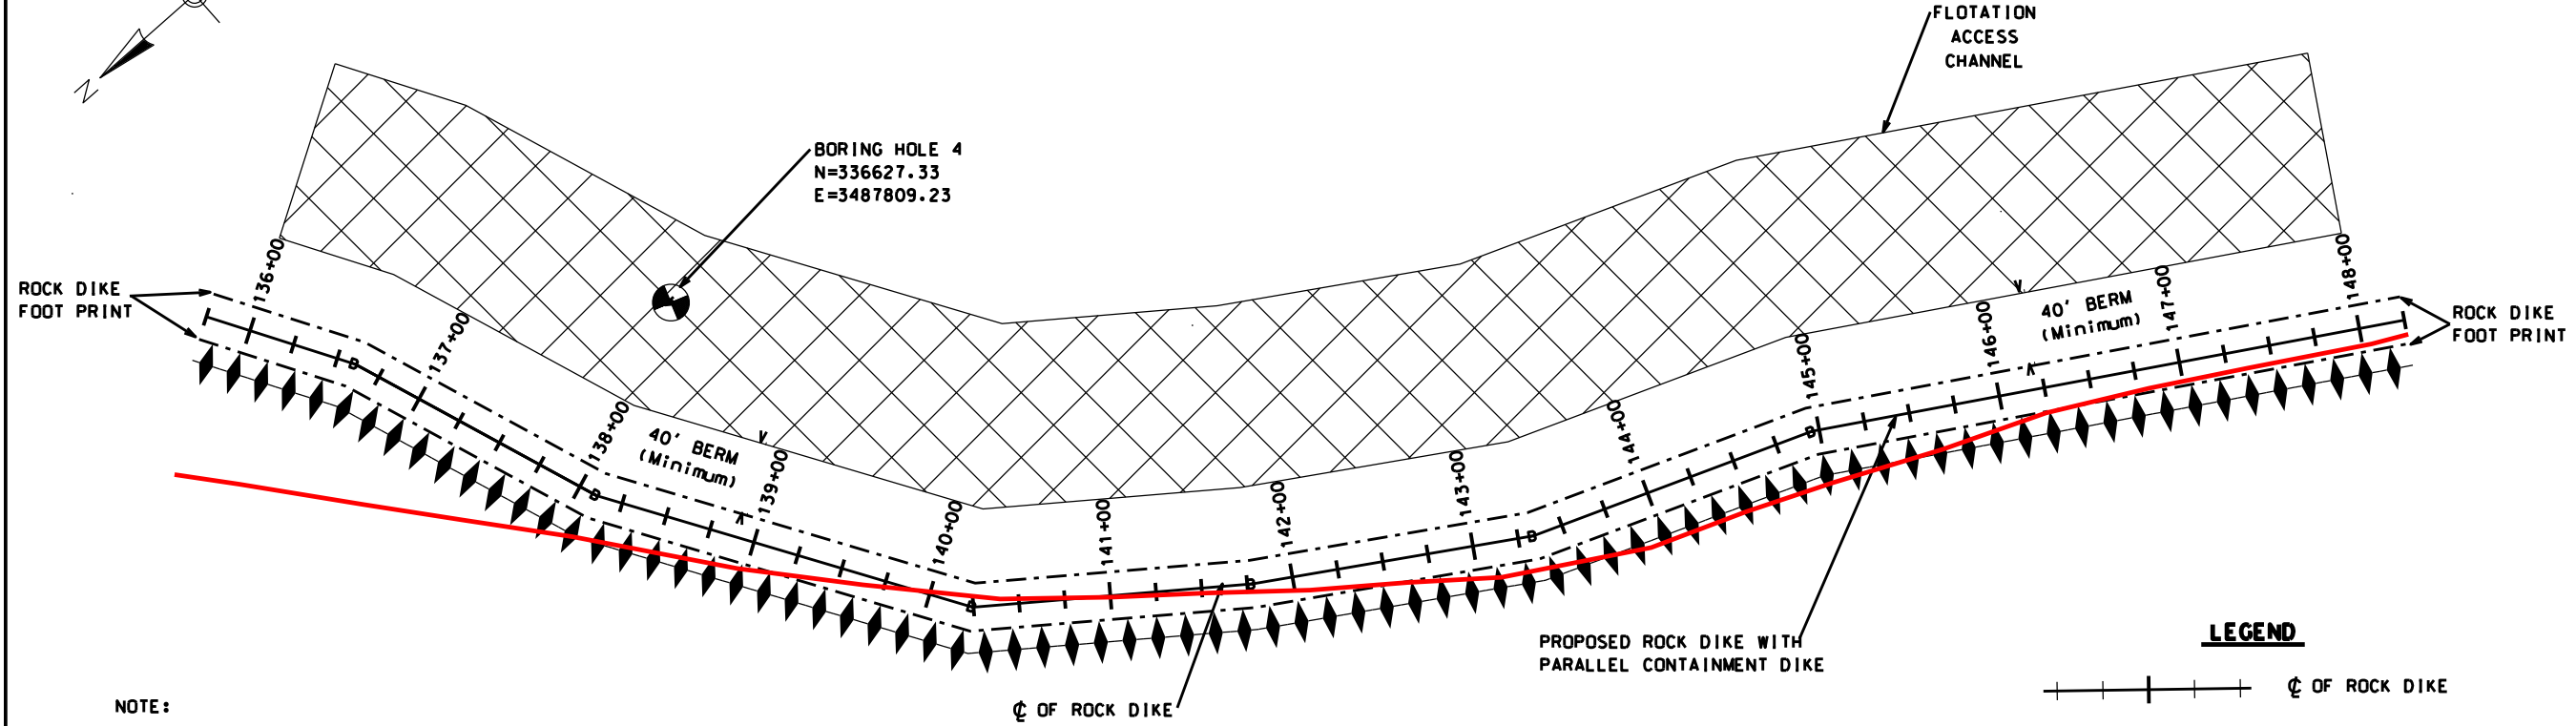 FLOTATION
ACCESS
CHANNEL
N
BORING HOLE 4
N=336627.33
E=3487809.23
ROCK DIKE
FOOT PRINT
136+00
137+00
138+00
40' BERM
(Minimum)
139+00
140+00
141+00
142+00
143+00
144+00
145+00
146+00
40' BERM
(Minimum)
147+00
148+00
ROCK DIKE
FOOT PRINT
B
B
B
B
B
B
PROPOSED ROCK DIKE WITH
PARALLEL CONTAINMENT DIKE
LEGEND
℄ OF ROCK DIKE
NOTE:
℄ OF ROCK DIKE